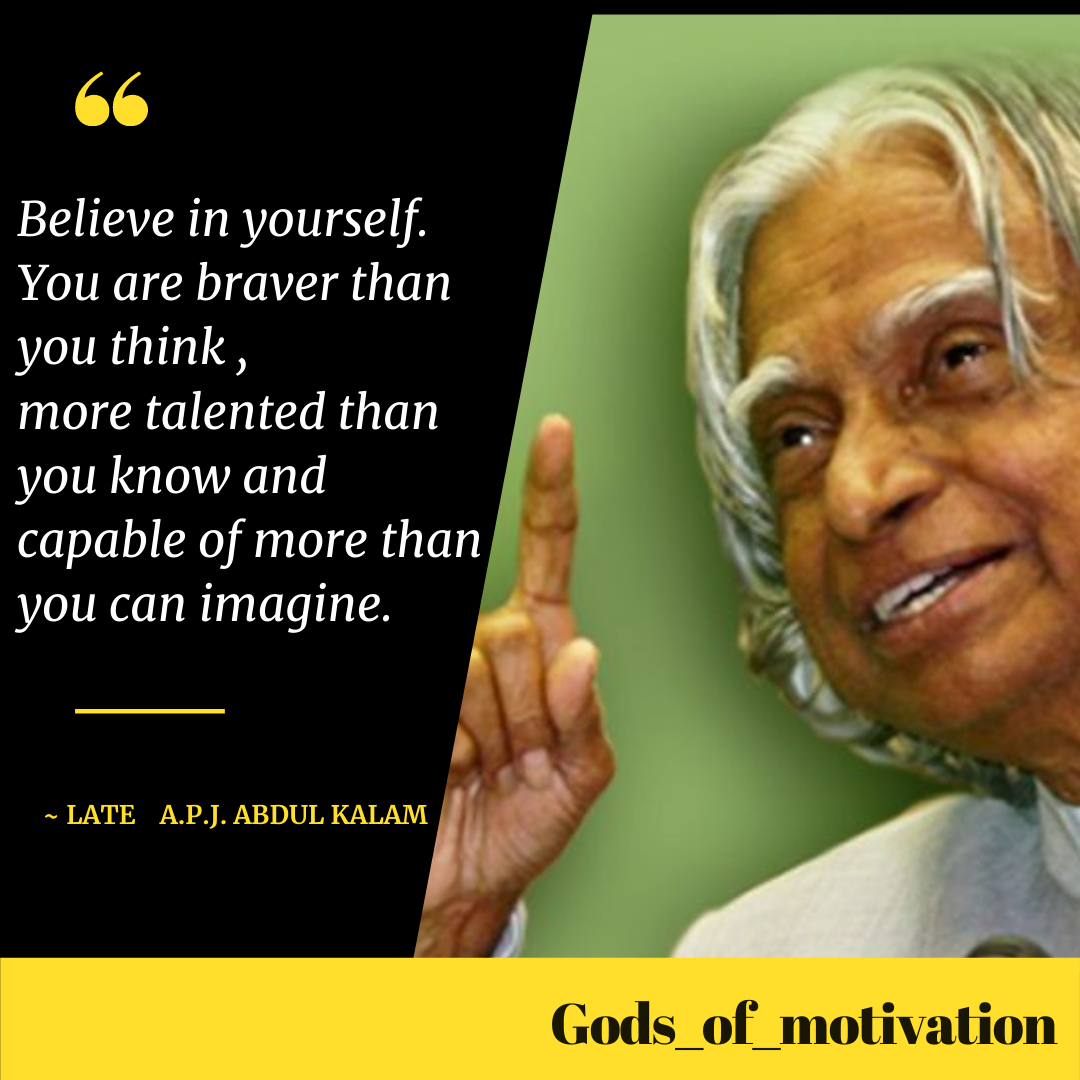 “
Believe in yourself.
You are braver than
you think ,
more talented than
you know and
capable of more than
you can imagine.
~ LATE A.P.J. ABDUL KALAM
Gods_of_motivation